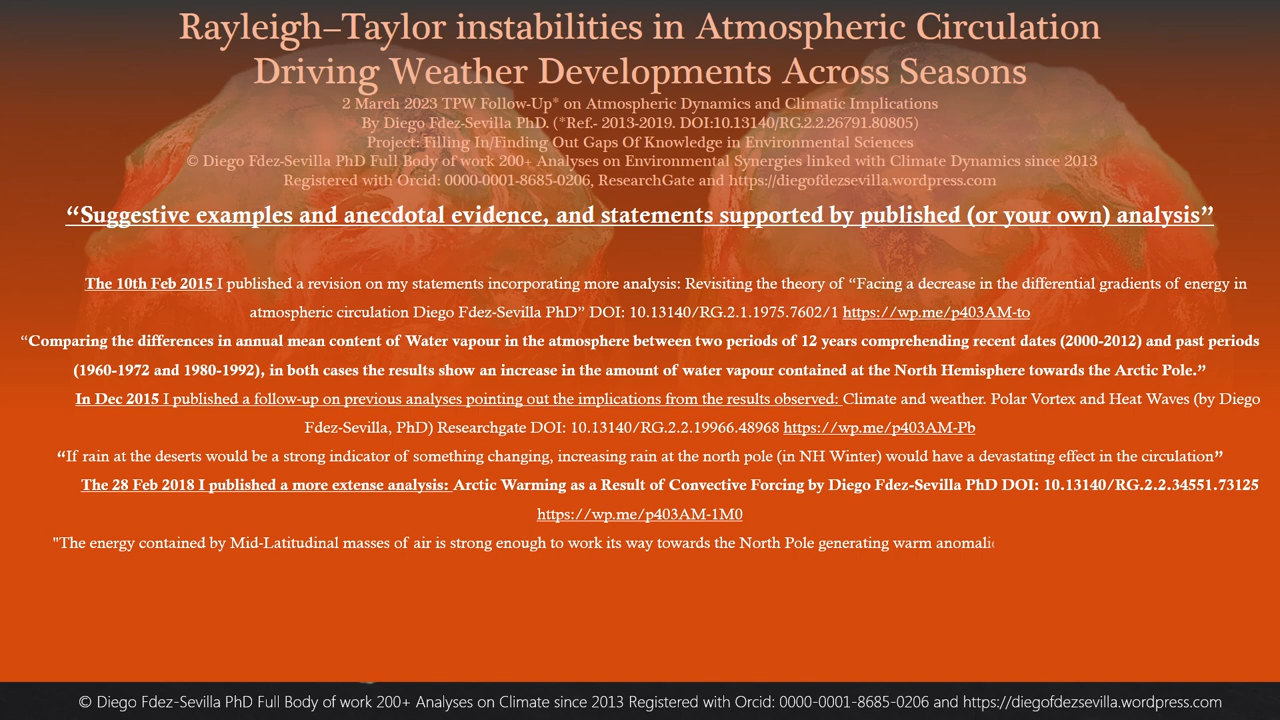 Rayleigh–Taylor instabilities in Atmospheric Circulation
Driving Weather Developments Across Seasons
2 March 2023 TPW Follow-Up* on Atmospheric Dynamics and Climatic Implications
By Diego Fdez-Sevilla PhD. (*Ref.- 2013-2019. DOI:10.13140/RG.2.2.26791.80805)
Project: Filling In/Finding Out Gaps Of Knowledge in Environmental Sciences
© Diego Fdez-Sevilla PhD Full Body of work 200+ Analyses on Environmental Synergies linked with Climate Dynamics since 2013
Registered with Orcid: 0000-0001-8685-0206, ResearchGate and https://diegofdezsevilla.wordpress.com
“Suggestive examples and anecdotal evidence, and statements supported by published (or your own) analysis”
The 10th Feb 2015 I published a revision on my statements incorporating more analysis: Revisiting the theory of “Facing a decrease in the differential gradients of energy in
atmospheric circulation Diego Fdez-Sevilla PhD” DOI: 10.13140/RG.2.1.1975.7602/1 https://wp.me/p403AM-to
“Comparing the differences in annual mean content of Water vapour in the atmosphere between two periods of 12 years comprehending recent dates (2000-2012) and past periods
(1960-1972 and 1980-1992), in both cases the results show an increase in the amount of water vapour contained at the North Hemisphere towards the Arctic Pole.”
In Dec 2015 I published a follow-up on previous analyses pointing out the implications from the results observed: Climate and weather. Polar Vortex and Heat Waves (by Diego
Fdez-Sevilla, PhD) Researchgate DOI: 10.13140/RG.2.2.19966.48968 https://wp.me/p403AM-Pb
“If rain at the deserts would be a strong indicator of something changing, increasing rain at the north pole (in NH Winter) would have a devastating effect in the circulation”
The 28 Feb 2018 I published a more extense analysis: Arctic Warming as a Result of Convective Forcing by Diego Fdez-Sevilla PhD DOI: 10.13140/RG.2.2.34551.73125
https://wp.me/p403AM-1M0
"The energy contained by Mid-Latitudinal masses of air is strong enough to work its way towards the North Pole generating warm anomali
© Diego Fdez-Sevilla PhD Full Body of work 200+ Analyses on Climate since 2013 Registered with Orcid: 0000-0001-8685-0206 and https://diegofdezsevilla.wordpress.com